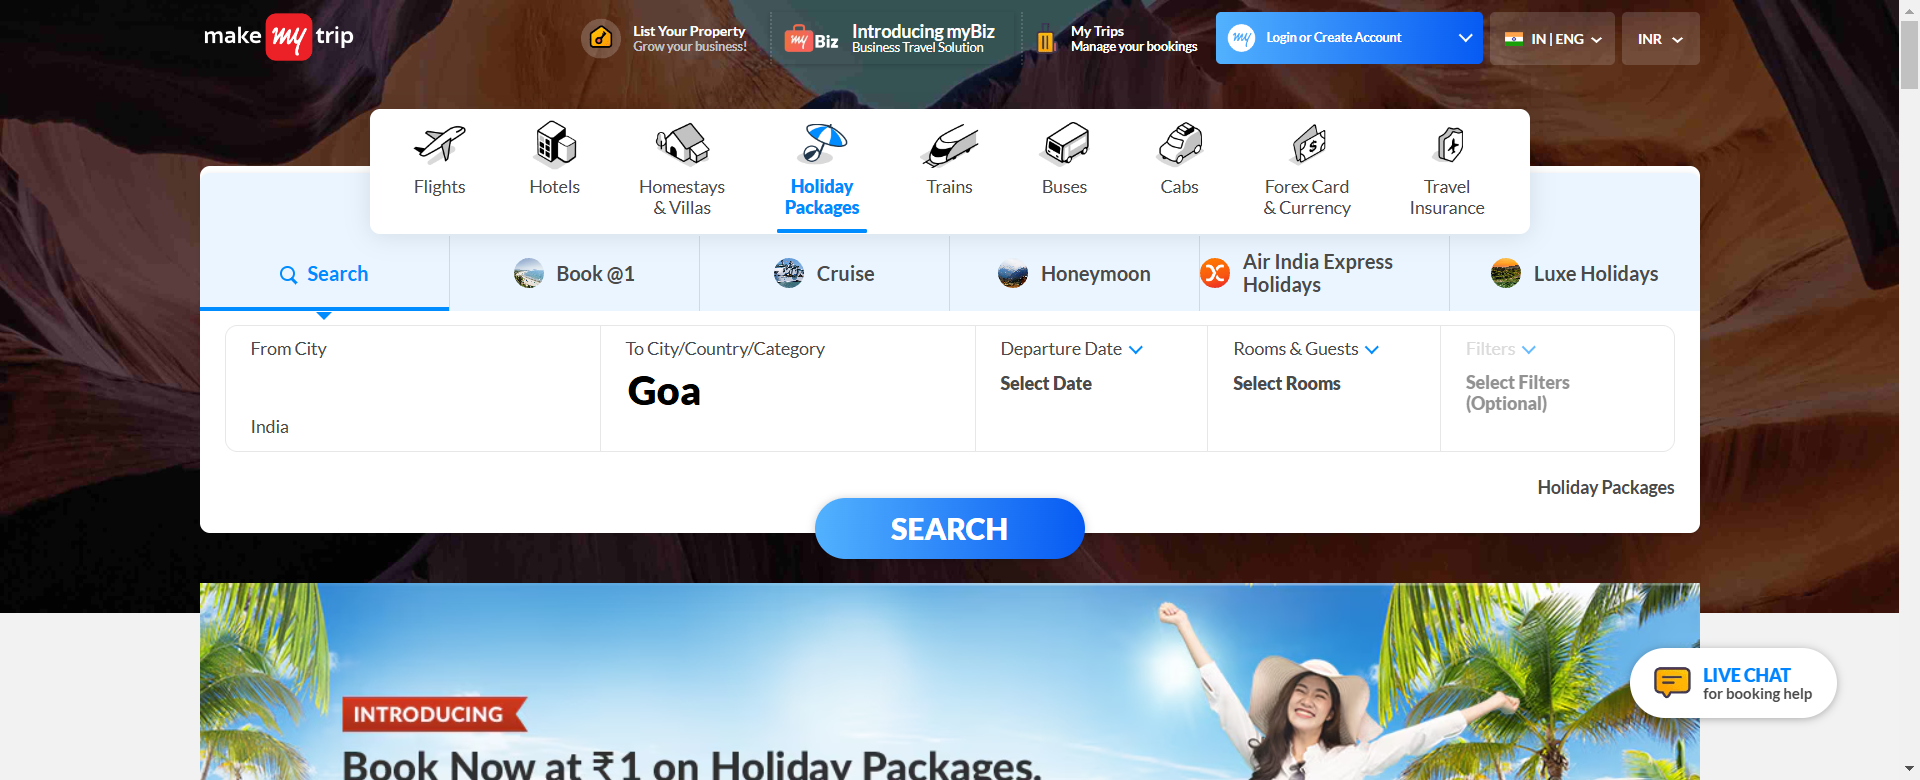 make my trip
List Your Property
Grow your business!
my Biz
Introducing myBiz
Business Travel Solution
My Trips
Manage your bookings
my
Login or Create Account
IN | ENG
INR
Flights
Hotels
Homestays
& Villas
Holiday
Packages
Trains
Buses
Cabs
Forex Card
& Currency
Travel
Insurance
Search
Book @1
Cruise
Honeymoon
Air India Express
Holidays
Luxe Holidays
From City
India
To City/Country/Category
Goa
Departure Date
Select Date
Rooms & Guests
Select Rooms
Filters
Select Filters
(Optional)
Holiday Packages
SEARCH
INTRODUCING
Book Now at ₹1 on Holiday Packages.
LIVE CHAT
for booking help